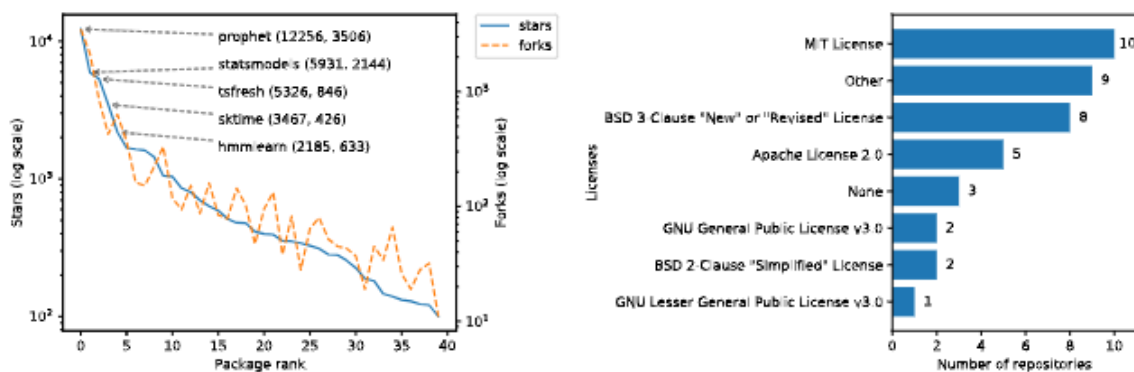 stars
forks
prophet (12256, 3506)
statsmodels (5931, 2144)
tsfresh (5326, 846)
sktime (3467, 426)
hmmlearn (2185, 633)
Stars (log scale)
10⁴
10³
10²
Forks (log scale)
10³
10²
10¹
0 5 10 15 20 25 30 35 40
Package rank
Licenses
MIT License 10
Other 9
BSD 3-Clause "New" or "Revised" License 8
Apache License 2.0 5
None 3
GNU General Public License v3.0 2
BSD 2-Clause "Simplified" License 2
GNU Lesser General Public License v3.0 1
0 2 4 6 8 10
Number of repositories